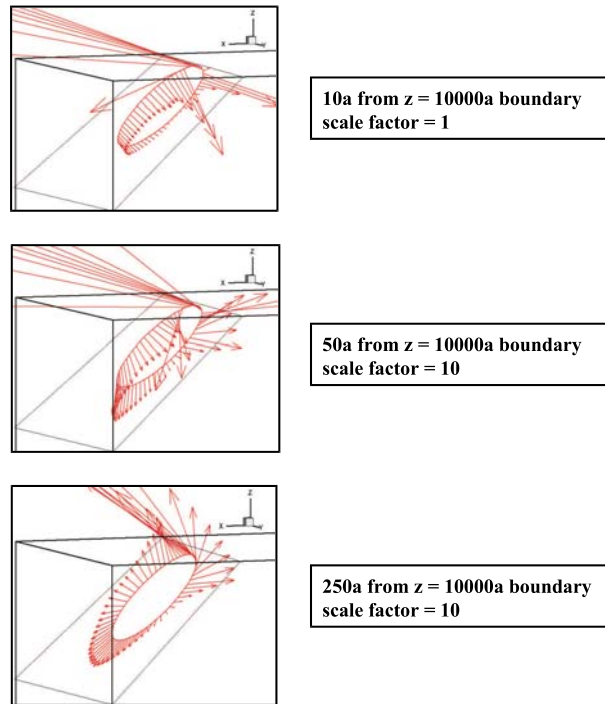 z
x
y
10a from z = 10000a boundary
scale factor = 1
z
x
y
50a from z = 10000a boundary
scale factor = 10
z
x
y
250a from z = 10000a boundary
scale factor = 10